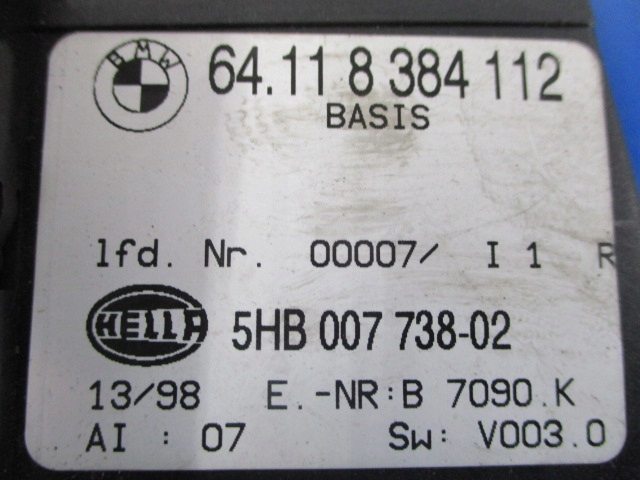 BMW 64.11 8 384 112
BASIS
lfd. Nr. 00007/ I 1 R
HELLA 5HB 007 738-02
13/98 E.-NR:B 7090.K
AI : 07 Sw: V003.0